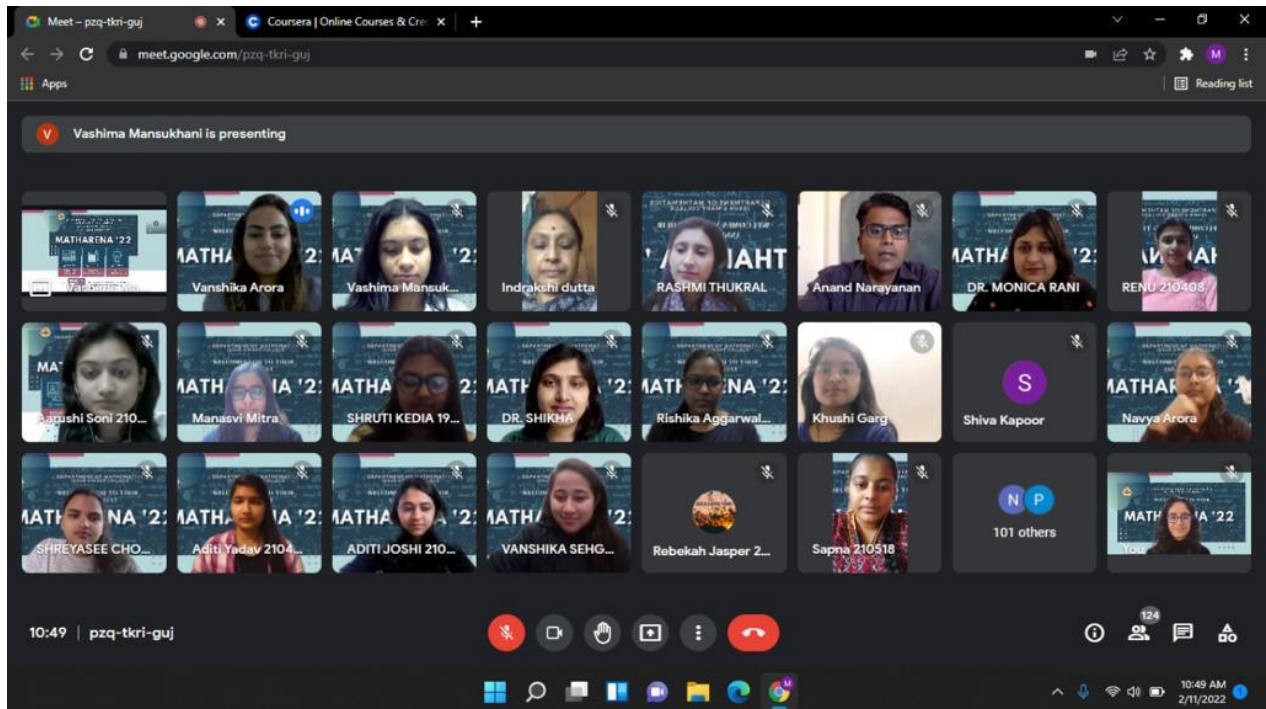 Meet – pzq-tkri-guj
Coursera | Online Courses & Cre
meet.google.com/pzq-tkri-guj
M
Apps
Reading list
V Vashima Mansukhani is presenting
MATHARENA '22
Vanshika Arora
Vashima Mansuk...
Indrakshi dutta
RASHMI THUKRAL
Anand Narayanan
DR. MONICA RANI
RENU 210408
Aarushi Soni 210...
Manasvi Mitra
SHRUTI KEDIA 19...
DR. SHIKHA
Rishika Aggarwal...
Khushi Garg
S
Shiva Kapoor
Navya Arora
SHREYASEE CHO...
Aditi Yadav 2104...
ADITI JOSHI 210...
VANSHIKA SEHG...
Rebekah Jasper 2...
Sapna 210518
N P
101 others
You
10:49 | pzq-tkri-guj
124
10:49 AM
2/11/2022
1